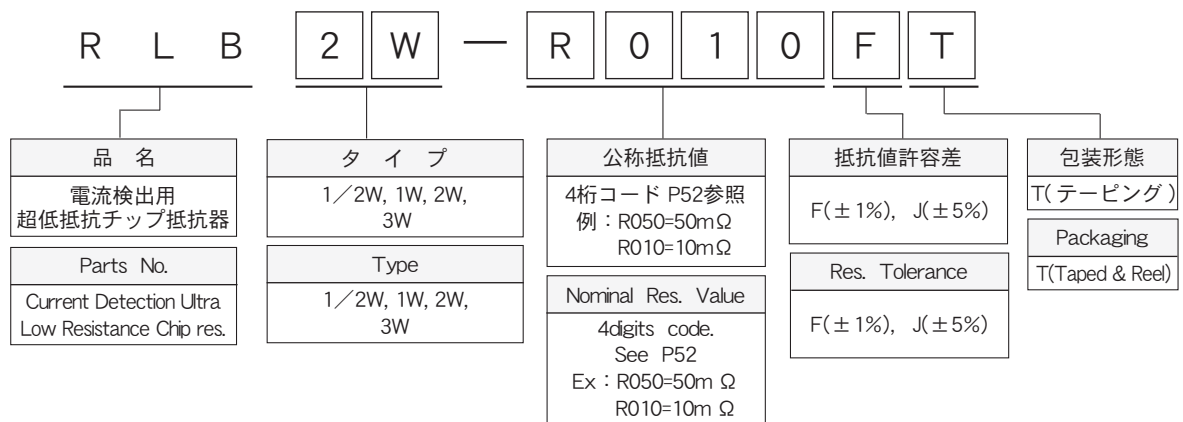 R L B 2 W — R 0 1 0 F T
品 名
電流検出用
超低抵抗チップ抵抗器
Parts No.
Current Detection Ultra
Low Resistance Chip res.
タ イ プ
1／2W, 1W, 2W,
3W
Type
1／2W, 1W, 2W,
3W
公称抵抗値
4桁コード P52参照
例：R050=50mΩ
R010=10mΩ
Nominal Res. Value
4digits code.
See P52
Ex：R050=50m Ω
R010=10m Ω
抵抗値許容差
F(±1%), J(±5%)
Res. Tolerance
F(±1%), J(±5%)
包装形態
T( テーピング )
Packaging
T(Taped & Reel)